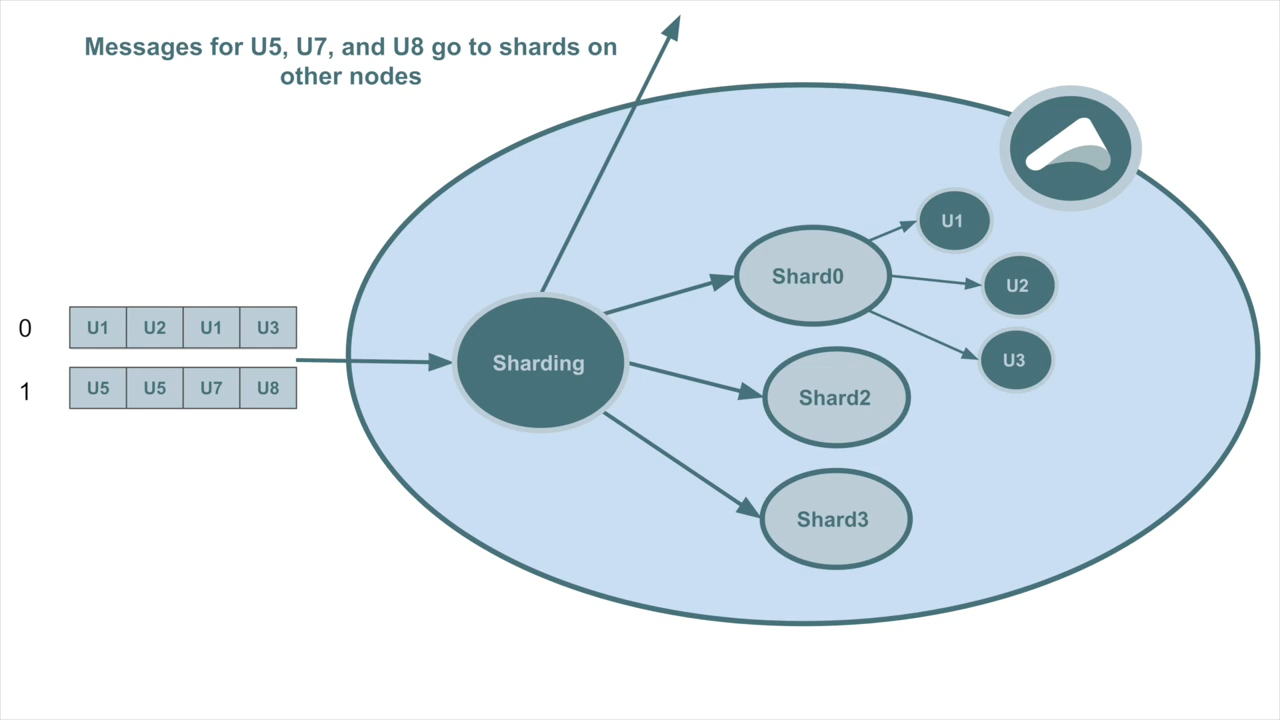 Messages for U5, U7, and U8 go to shards on
other nodes
0 U1 U2 U1 U3
1 U5 U5 U7 U8
Sharding
Shard0
Shard2
Shard3
U1
U2
U3